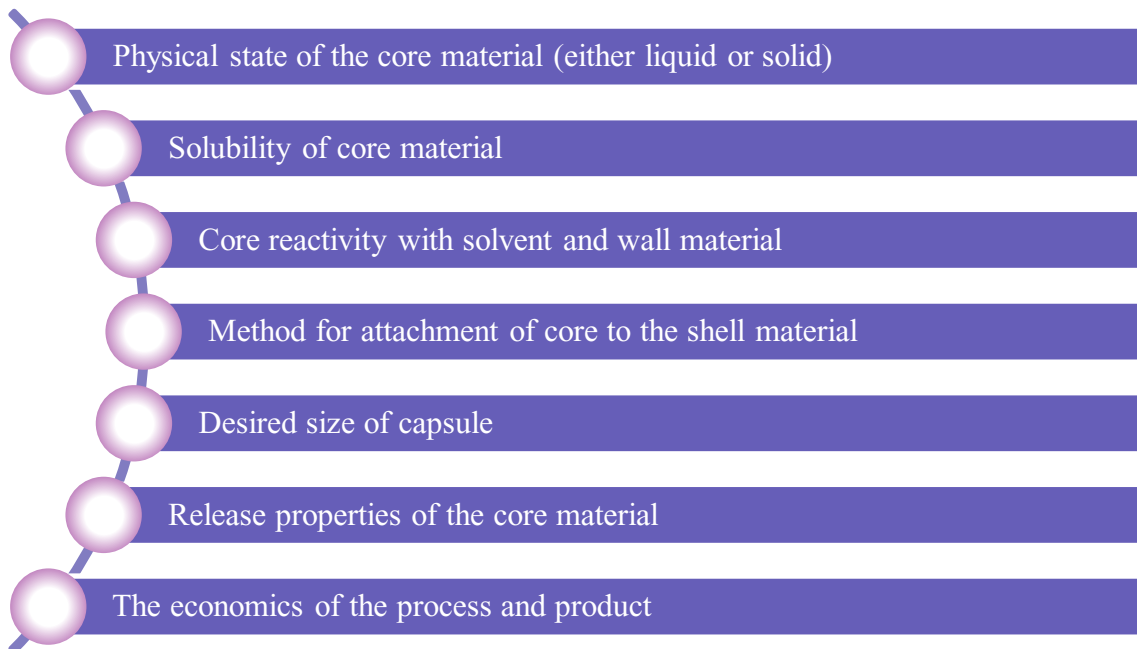 Physical state of the core material (either liquid or solid)
Solubility of core material
Core reactivity with solvent and wall material
Method for attachment of core to the shell material
Desired size of capsule
Release properties of the core material
The economics of the process and product